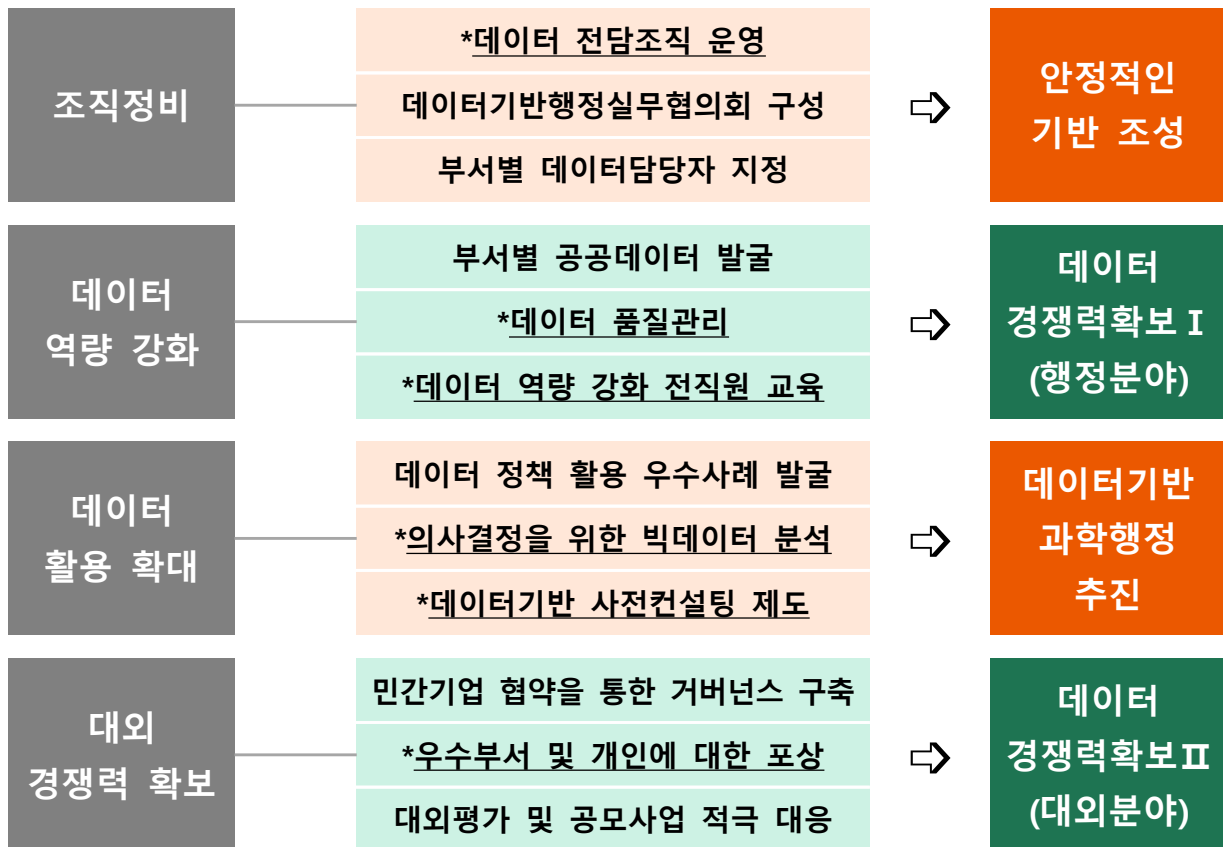 조직정비
*데이터 전담조직 운영
데이터기반행정실무협의회 구성
부서별 데이터담당자 지정
안정적인
기반 조성
데이터
역량 강화
부서별 공공데이터 발굴
*데이터 품질관리
*데이터 역량 강화 전직원 교육
데이터
경쟁력확보Ⅰ
(행정분야)
데이터
활용 확대
데이터 정책 활용 우수사례 발굴
*의사결정을 위한 빅데이터 분석
*데이터기반 사전컨설팅 제도
데이터기반
과학행정
추진
대외
경쟁력 확보
민간기업 협약을 통한 거버넌스 구축
*우수부서 및 개인에 대한 포상
대외평가 및 공모사업 적극 대응
데이터
경쟁력확보Ⅱ
(대외분야)